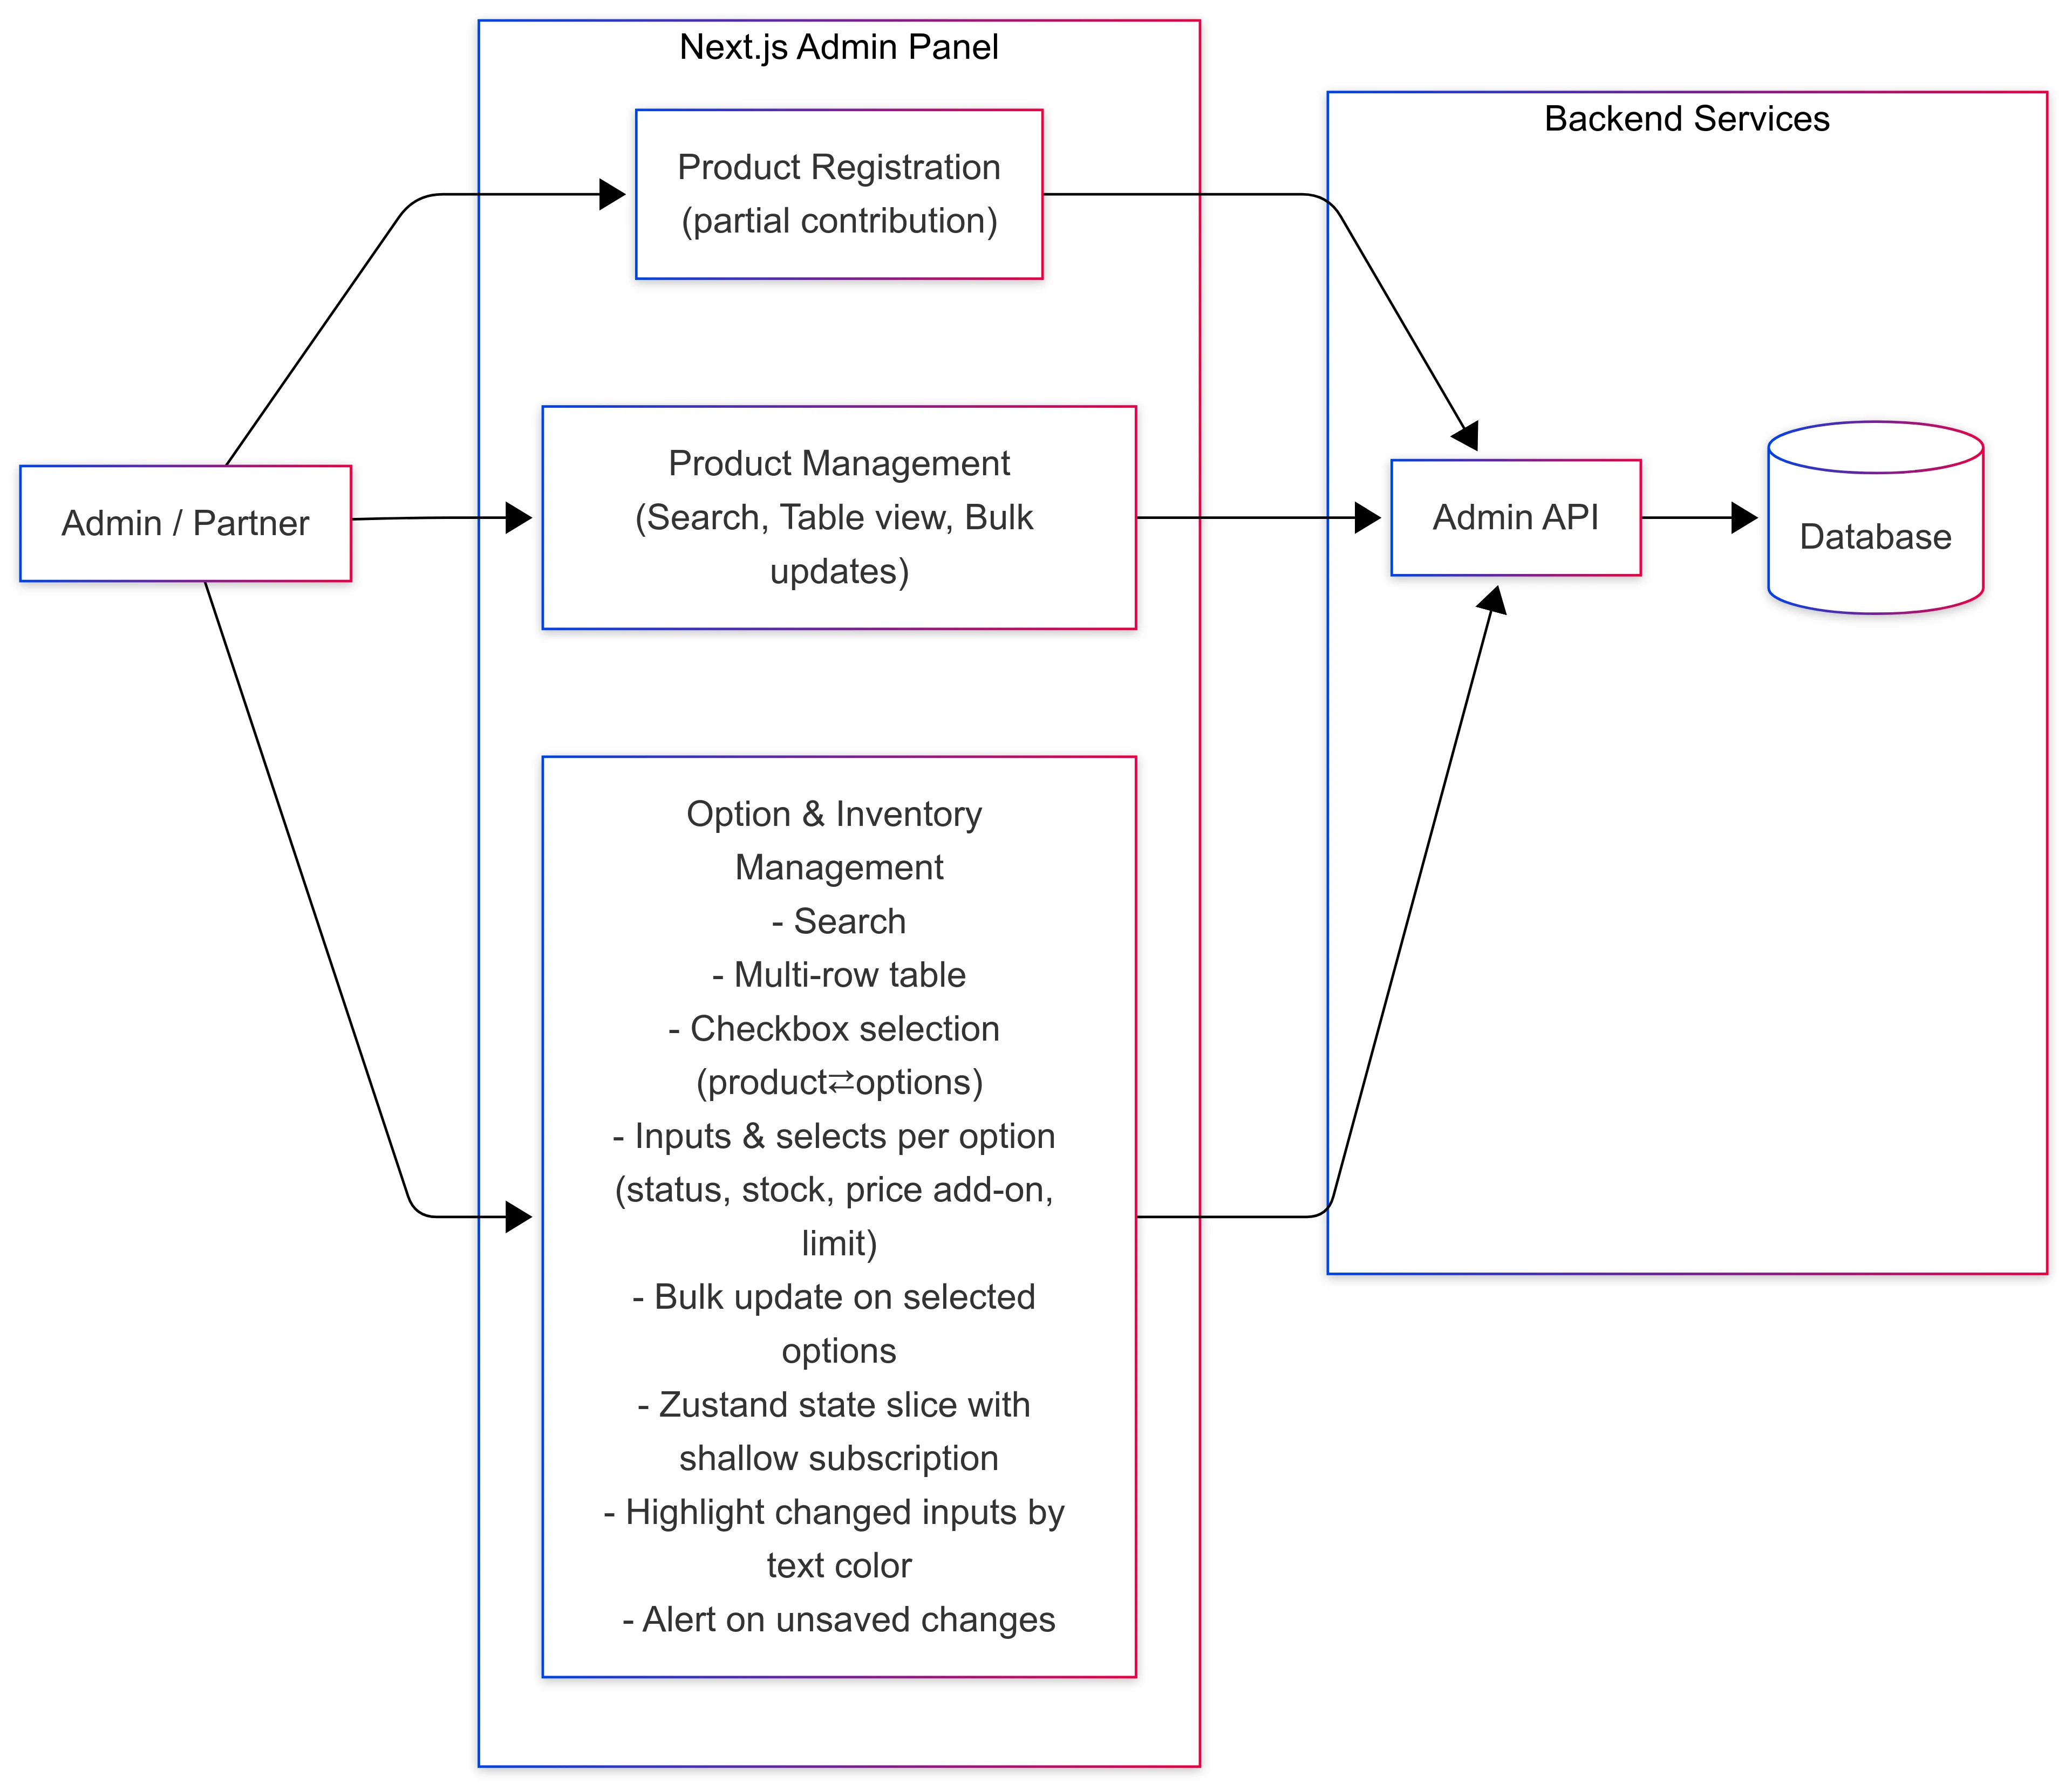 Next.js Admin Panel
Product Registration
(partial contribution)
Product Management
(Search, Table view, Bulk
updates)
Option & Inventory
Management
- Search
- Multi-row table
- Checkbox selection
(product⇄options)
- Inputs & selects per option
(status, stock, price add-on,
limit)
- Bulk update on selected
options
- Zustand state slice with
shallow subscription
- Highlight changed inputs by
text color
- Alert on unsaved changes
Admin / Partner
Backend Services
Admin API
Database